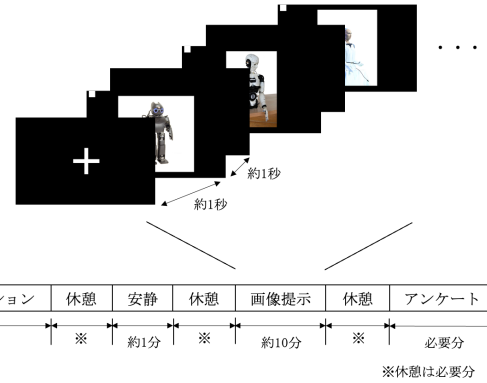 ・・・
約1秒
約1秒
ション 休憩 安静 休憩 画像提示 休憩 アンケート
※ 約1分 ※ 約10分 ※ 必要分
※休憩は必要分